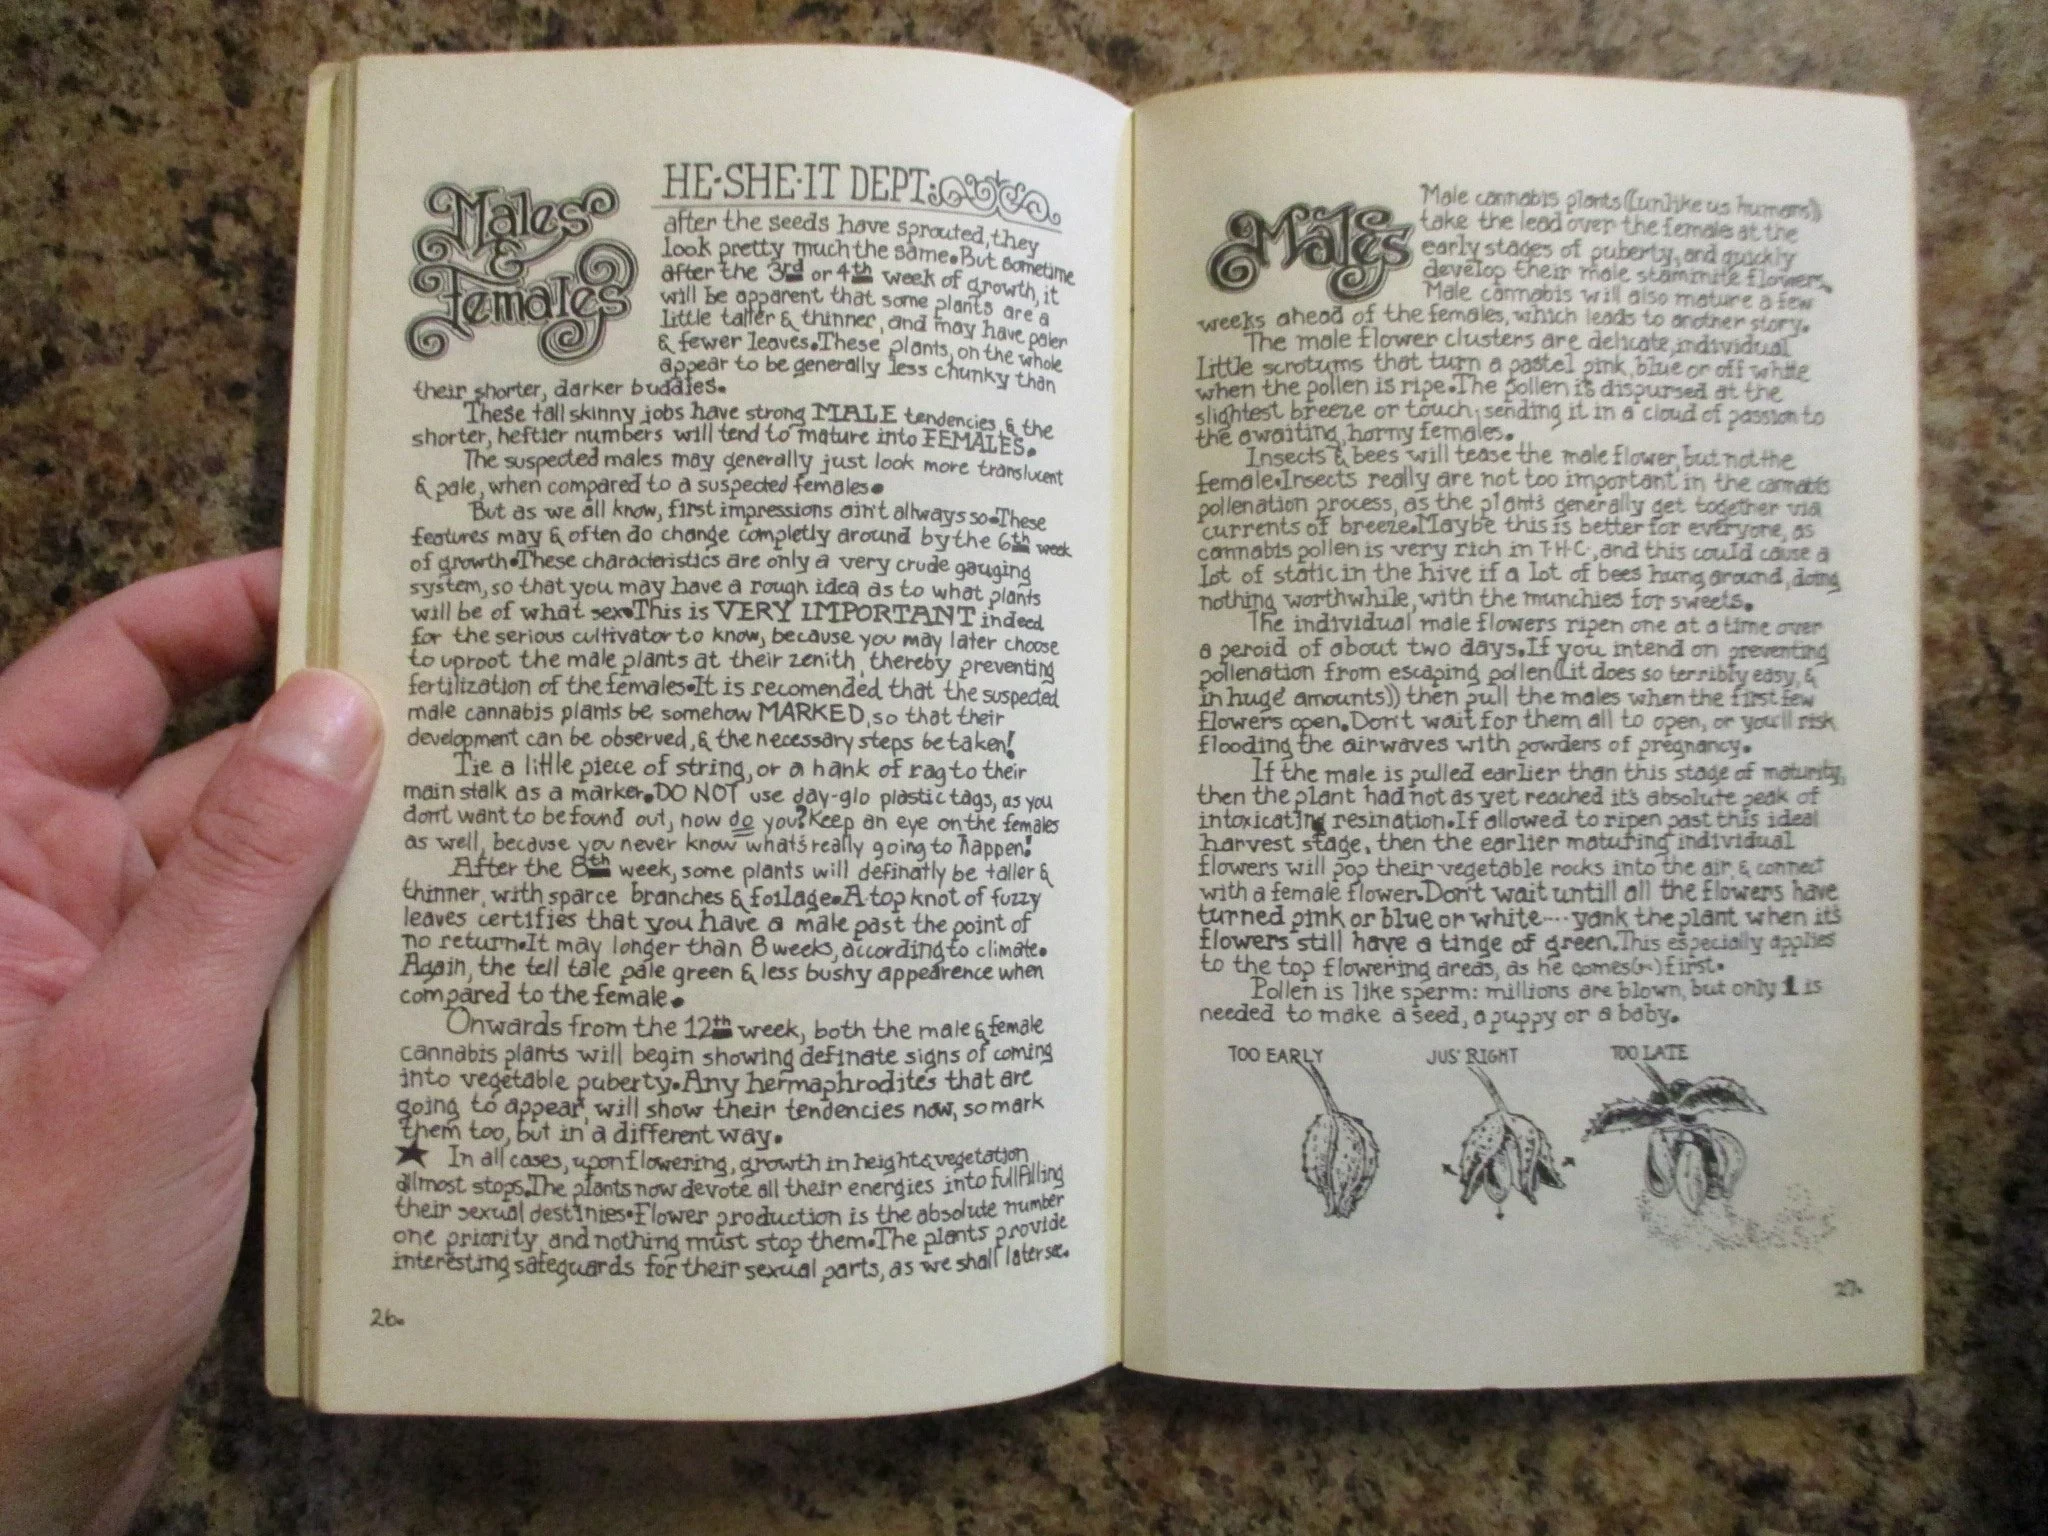 Males
&
Females
HE·SHE·IT DEPT:
after the seeds have sprouted, they
look pretty much the same. But sometime
after the 3rd or 4th week of growth, it
will be apparent that some plants are a
little taller & thinner, and may have paler
& fewer leaves. These plants, on the whole
appear to be generally less chunky than
their shorter, darker buddies.
These tall skinny jobs have strong MALE tendencies, & the
shorter, heftier numbers will tend to mature into FEMALES.
The suspected males may generally just look more translucent
& pale, when compared to a suspected females.
But as we all know, first impressions ain't allways so. These
features may & often do change completly around by the 6th week
of growth. These characteristics are only a very crude gauging
system, so that you may have a rough idea as to what plants
will be of what sex. This is VERY IMPORTANT indeed
for the serious cultivator to know, because you may later choose
to uproot the male plants at their zenith, thereby preventing
fertilization of the females. It is recomended that the suspected
male cannabis plants be somehow MARKED, so that their
development can be observed, & the necessary steps be taken!
Tie a little piece of string, or a hank of rag to their
main stalk as a marker. DO NOT use day-glo plastic tags, as you
don't want to be found out, now do you? Keep an eye on the females
as well, because you never know what's really going to happen!
After the 8th week, some plants will definatly be taller &
thinner, with sparce branches & foilage. A top knot of fuzzy
leaves certifies that you have a male past the point of
no return. It may longer than 8 weeks, according to climate.
Again, the tell tale pale green & less bushy appearence when
compared to the female.
Onwards from the 12th week, both the male & female
cannabis plants will begin showing definate signs of coming
into vegetable puberty. Any hermaphrodites that are
going to appear, will show their tendencies now, so mark
them too, but in a different way.
★ In all cases, upon flowering, growth in height & vegetation
almost stops. The plants now devote all their energies into fullfilling
their sexual destinies. Flower production is the absolute number
one priority, and nothing must stop them. The plants provide
interesting safeguards for their sexual parts, as we shall later see.
26.
Males
Male cannabis plants ((unlike us humans))
take the lead over the female at the
early stages of puberty, and quickly
develop their male staminite flowers.
Male cannabis will also mature a few
weeks ahead of the females, which leads to another story.
The male flower clusters are delicate, individual
little scrotums that turn a pastel pink, blue or off white
when the pollen is ripe. The pollen is dispursed at the
slightest breeze or touch, sending it in a cloud of passion to
the awaiting, horny females.
Insects & bees will tease the male flower, but not the
female. Insects really are not too important in the cannabis
pollenation process, as the plants generally get together via
currents of breeze. Maybe this is better for everyone, as
cannabis pollen is very rich in T·H·C·, and this could cause a
lot of static in the hive if a lot of bees hung around, doing
nothing worthwhile, with the munchies for sweets.
The individual male flowers ripen one at a time over
a peroid of about two days. If you intend on preventing
pollenation from escaping pollen ((it does so terribly easy, &
in huge amounts)) then pull the males when the first few
flowers open. Don't wait for them all to open, or you'll risk
flooding the airwaves with powders of pregnancy.
If the male is pulled earlier than this stage of maturity,
then the plant had not as yet reached it's absolute peak of
intoxicating resination. If allowed to ripen past this ideal
harvest stage, then the earlier maturing individual
flowers will pop their vegetable rocks into the air, & connect
with a female flower. Don't wait untill all the flowers have
turned pink or blue or white.... yank the plant when it's
flowers still have a tinge of green. This especially applies
to the top flowering areas, as he comes first.
Pollen is like sperm: millions are blown, but only 1 is
needed to make a seed, a puppy or a baby.
TOO EARLY
JUS' RIGHT
TOO LATE
27.